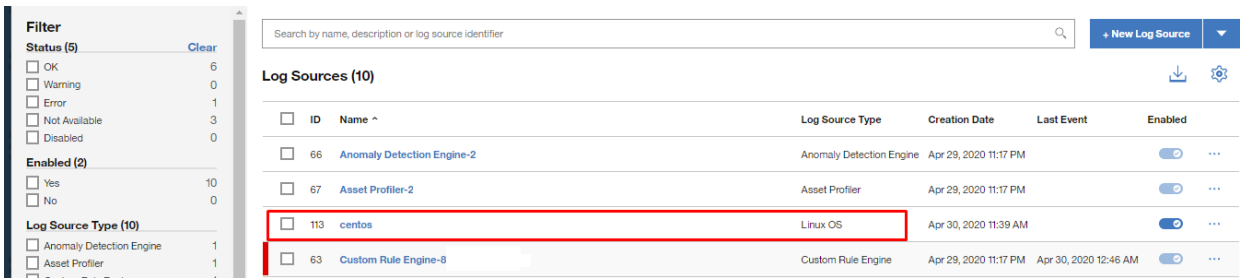 Filter
Status (5) Clear
OK 6
Warning 0
Error 1
Not Available 3
Disabled 0
Enabled (2)
Yes 10
No 0
Log Source Type (10)
Anomaly Detection Engine 1
Asset Profiler 1
Search by name, description or log source identifier
+ New Log Source
Log Sources (10)
ID Name Log Source Type Creation Date Last Event Enabled
66 Anomaly Detection Engine-2 Anomaly Detection Engine Apr 29, 2020 11:17 PM
67 Asset Profiler-2 Asset Profiler Apr 29, 2020 11:17 PM
113 centos Linux OS Apr 30, 2020 11:39 AM
63 Custom Rule Engine-8 Custom Rule Engine Apr 29, 2020 11:17 PM Apr 30, 2020 12:46 AM